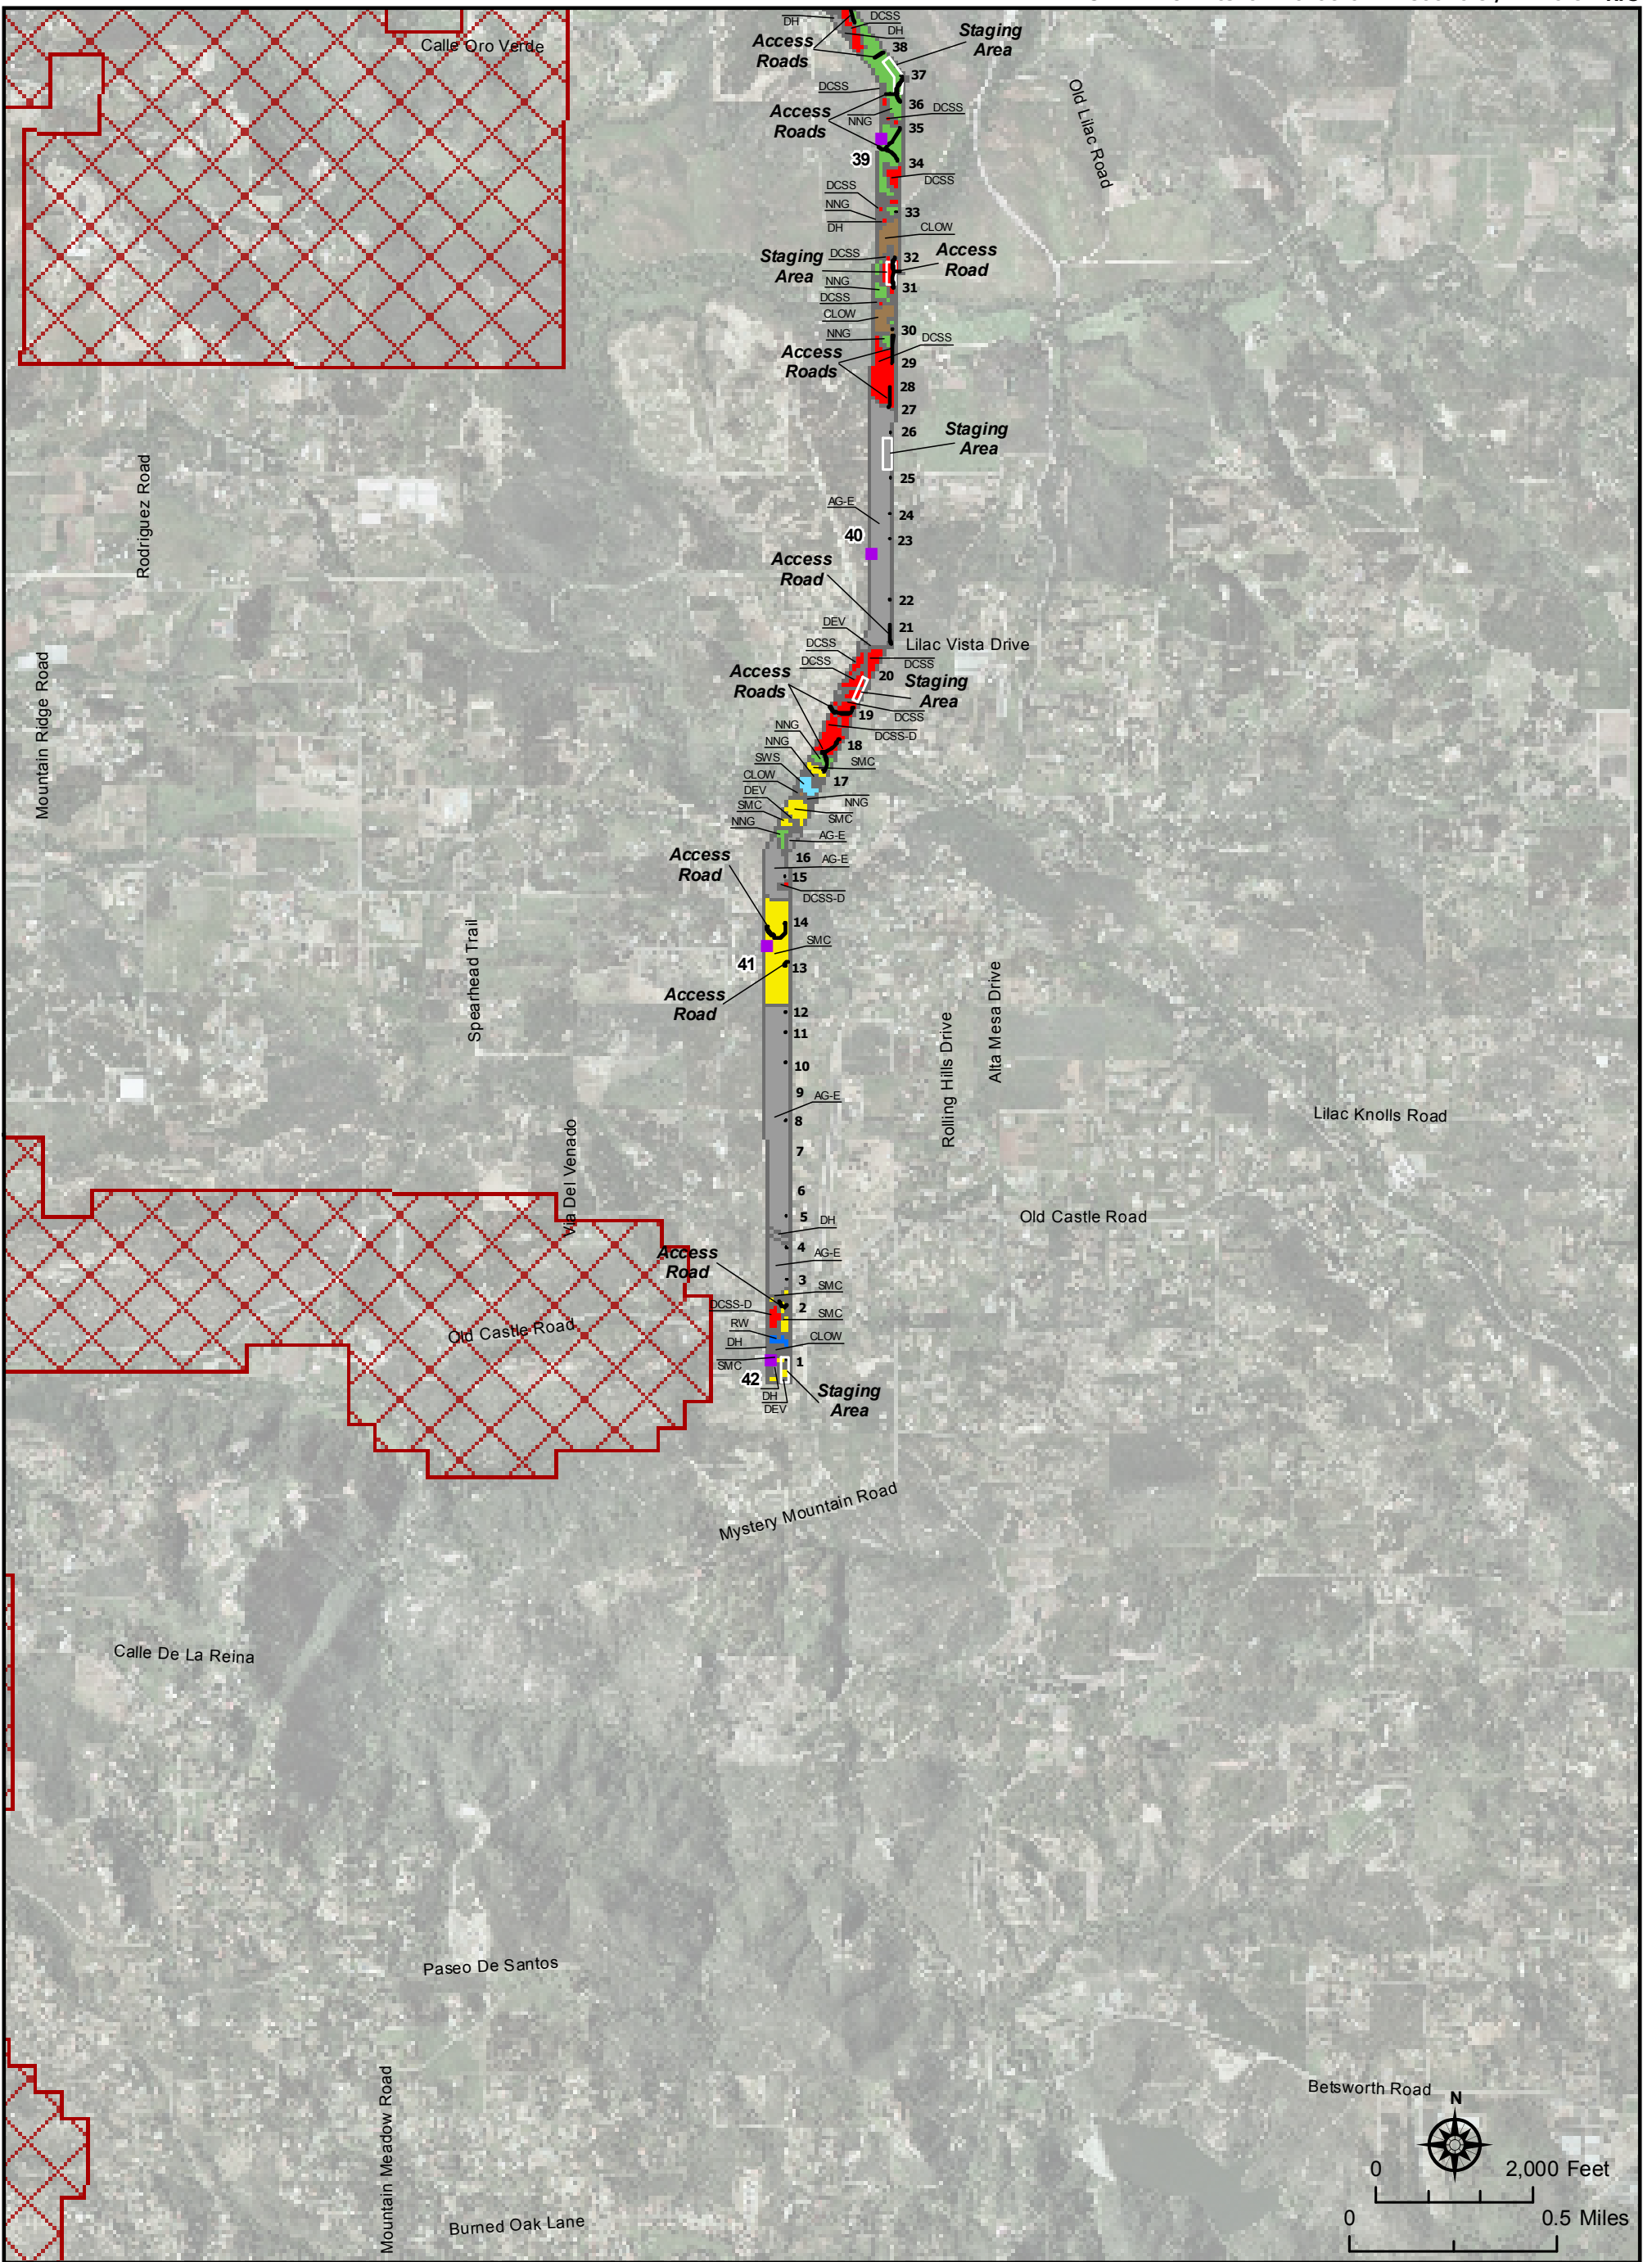 DH
DCSS
DH
Calle Oro Verde
Access
Roads
38
Staging
Area
37
DCSS
36
DCSS
Access
Roads
NNG
35
Old Lilac Road
39
34
DCSS
DCSS
NNG
33
DH
CLOW
DCSS
32
Access
Road
Staging
Area
NNG
31
DCSS
CLOW
30
NNG
DCSS
Access
Roads
29
28
27
26
Staging
Area
25
Rodriguez Road
AG-E
24
40
23
Access
Road
22
DEV
21
Lilac Vista Drive
DCSS
DCSS
DCSS
Access
Roads
20
Staging
Area
19
DCSS
NNG
DCSS-D
NNG
18
SWS
SMC
CLOW
17
DEV
NNG
SMC
SMC
NNG
AG-E
Mountain Ridge Road
16
AG-E
Access
Road
15
DCSS-D
14
SMC
41
13
Access
Road
Spearhead Trail
12
11
10
9
AG-E
8
Rolling Hills Drive
Alta Mesa Drive
Lilac Knolls Road
7
Via Del Venado
6
5
DH
Old Castle Road
4
AG-E
Access
Road
3
SMC
DCSS-D
2
SMC
RW
Old Castle Road
DH
CLOW
SMC
1
42
DH
DEV
Staging
Area
Mystery Mountain Road
Calle De La Reina
Paseo De Santos
Mountain Meadow Road
Burned Oak Lane
Betsworth Road
N
0 2,000 Feet
0 0.5 Miles